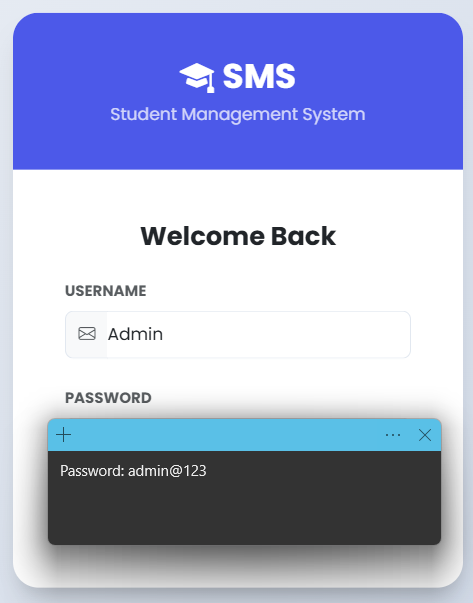 SMS
Student Management System
Welcome Back
USERNAME
Admin
PASSWORD
Password: admin@123